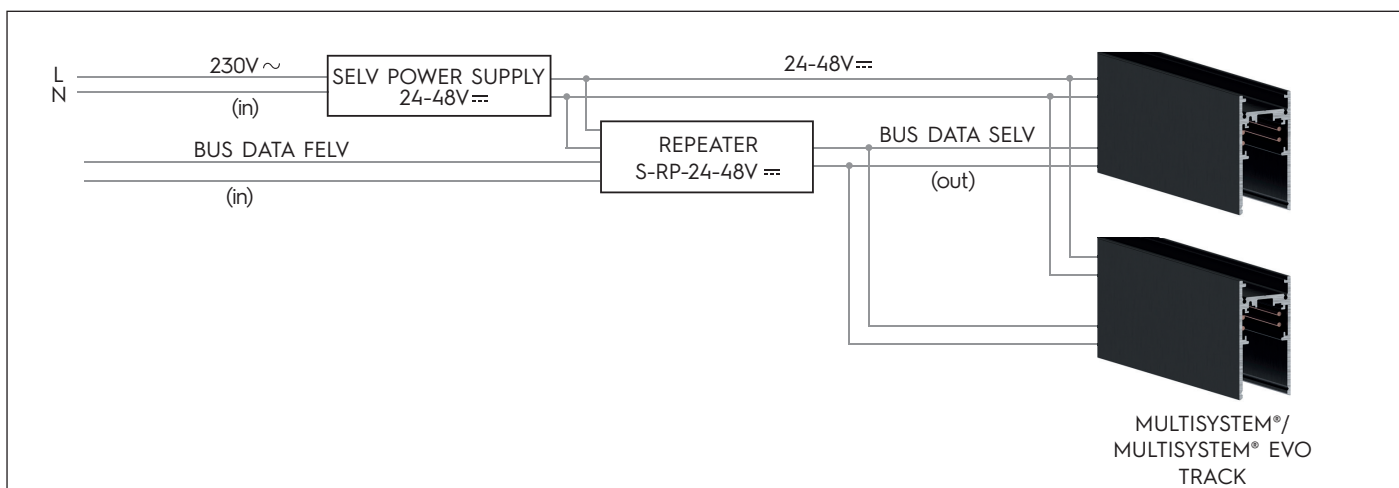 L
N
230V ~
(in)
SELV POWER SUPPLY
24-48V ⎓
24-48V⎓
BUS DATA FELV
(in)
REPEATER
S-RP-24-48V ⎓
BUS DATA SELV
(out)
MULTISYSTEM®/
MULTISYSTEM® EVO
TRACK